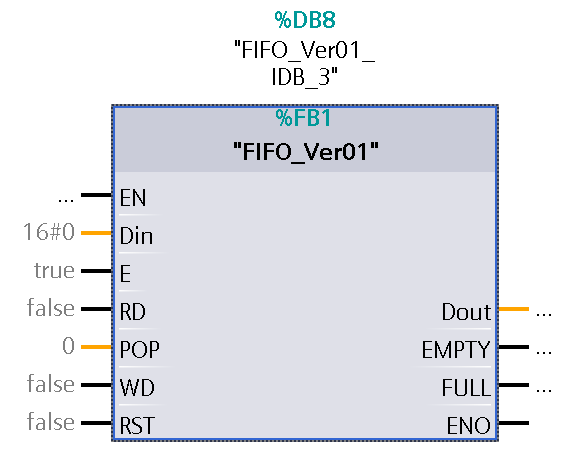 %DB8
"FIFO_Ver01_
IDB_3"
%FB1
"FIFO_Ver01"
... EN
16#0 Din
true E
false RD Dout ...
0 POP EMPTY ...
false WD FULL ...
false RST ENO